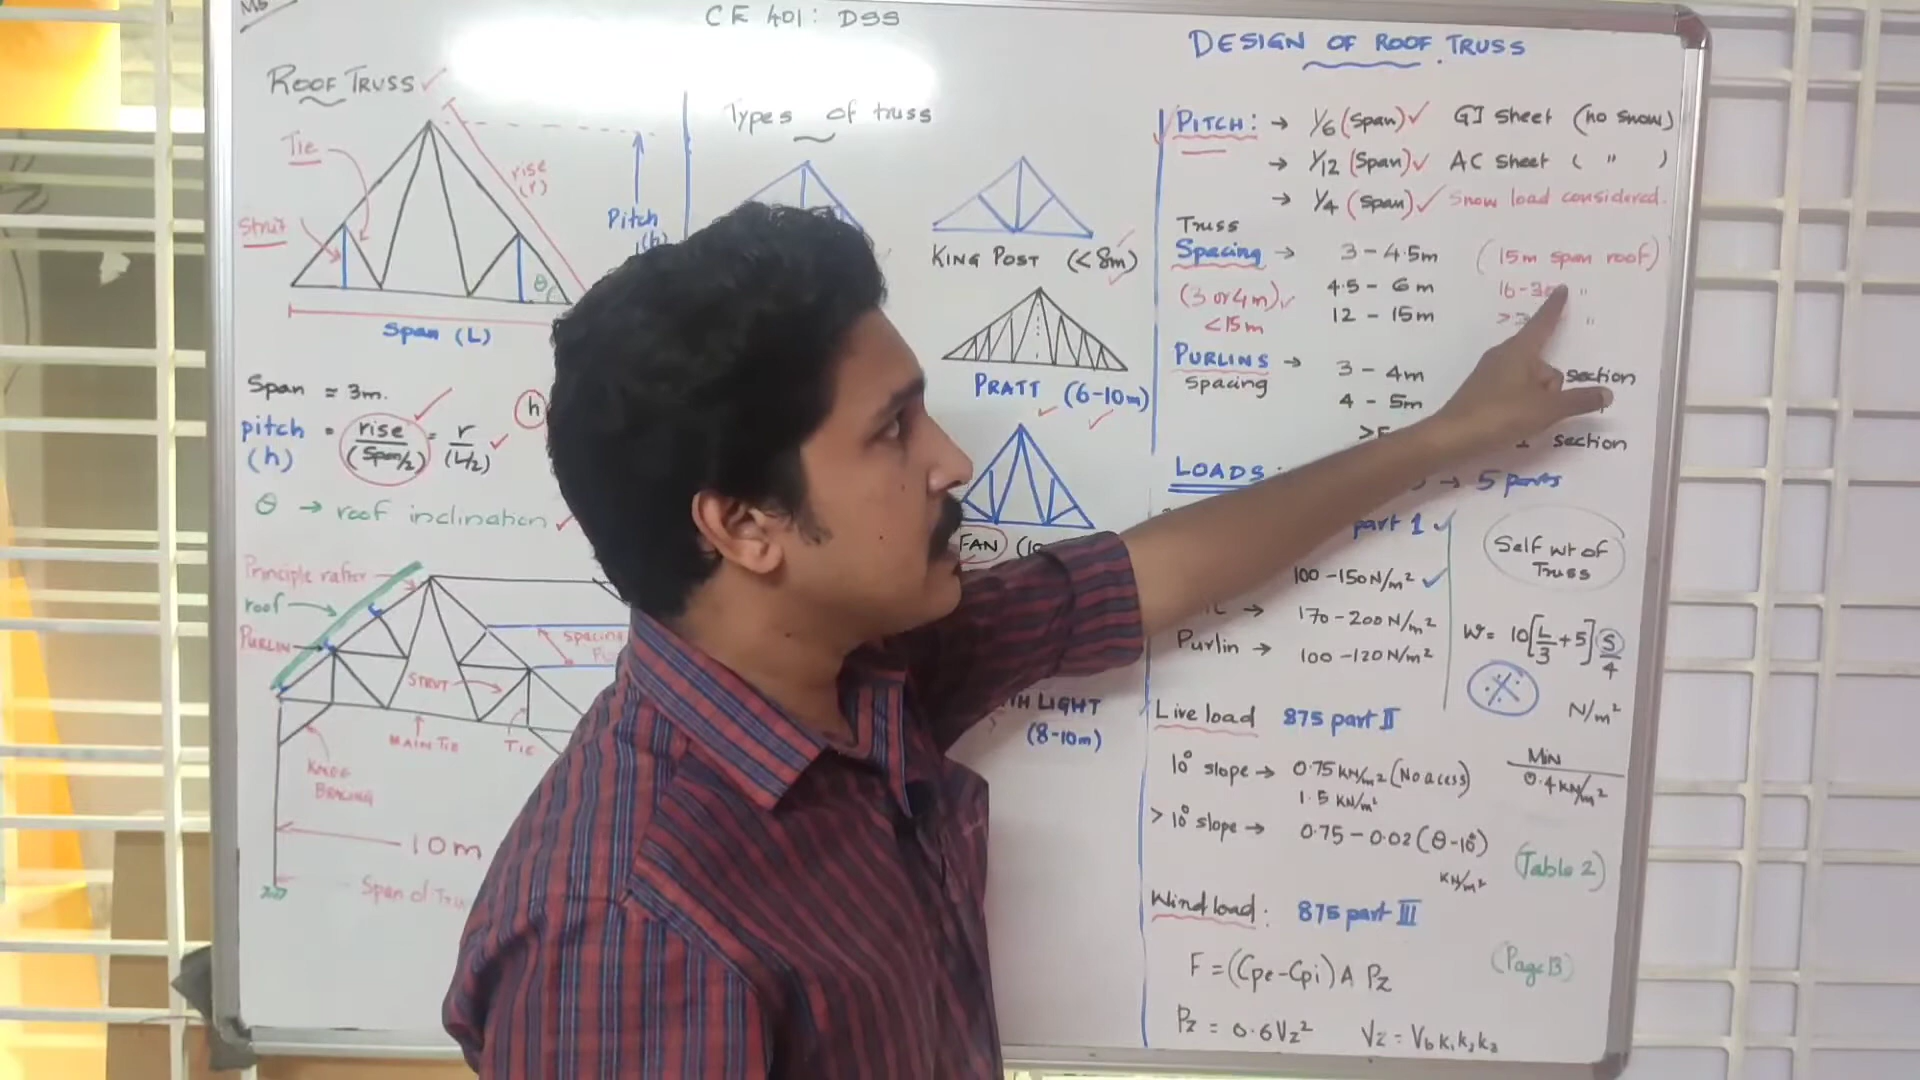 M5
CE 401: DSS
ROOF TRUSS
Tie
Strut
rise
(r)
Pitch
(h)
θ
Span (L)
Span = 3m.
pitch = rise = r
(h) (Span/2) (L/2)
h
θ → roof inclination
Principle rafter
roof
PURLIN
Spacing
STRUT
MAIN TIE
TIE
KNEE
BRACING
10m
Span of
Types of truss
KING POST (<8m)
PRATT (6-10m)
FAN
LIGHT
(8-10m)
DESIGN OF ROOF TRUSS
PITCH: → 1/6 (Span) GI Sheet (no snow)
→ 1/12 (Span) AC Sheet ( " )
→ 1/4 (Span) Snow load considered.
Truss
Spacing → 3 - 4.5m (15m span roof)
(3 or 4m) 4.5 - 6m "
<15m 12 - 15m "
PURLINS → 3 - 4m section
Spacing 4 - 5m
section
LOADS: → 5 parts
part 1
100 - 150 N/m²
→ 170 - 200 N/m²
Purlin → 100 - 120 N/m²
Self wt of
Truss
W = 10[L/3 + 5] S/4
N/m²
Live load 875 part II
10° slope → 0.75 KN/m² (No acess)
1.5 KN/m²
> 10° slope → 0.75 - 0.02 (θ-10°)
KN/m²
Min
0.4 KN/m²
(Table 2)
Wind load: 875 part III
F = (Cpe - Cpi) A Pz
Pz = 0.6 Vz² Vz = Vb k₁ k₂ k₃